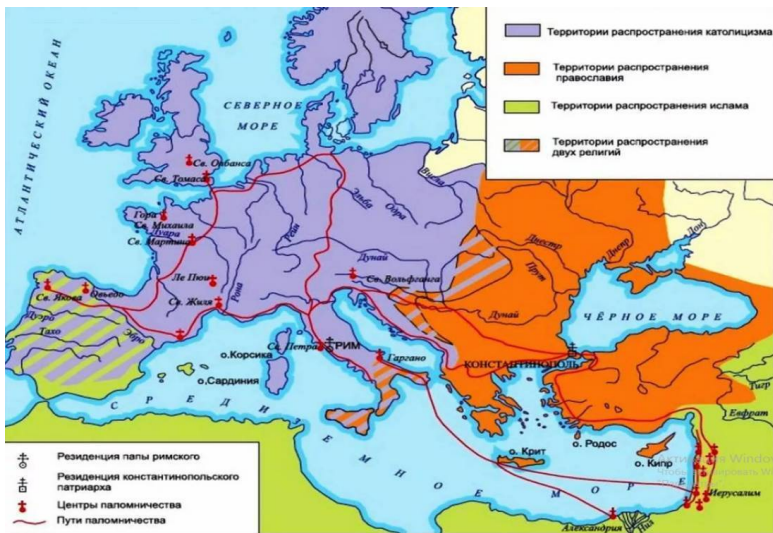 Территории распространения католицизма
Территории распространения
православия
Территории распространения ислама
Территории распространения
двух религий
АТЛАНТИЧЕСКИЙ ОКЕАН
СЕВЕРНОЕ
МОРЕ
Св. Олбанса
Св. Томаса
Гора
Св. Михаила
Луара
Св. Мартина
Рейн
Эльба
Одра
Висла
Ле Пюи
Рона
Св. Жиля
Дунай
Св. Вольфганга
Днестр
Прут
Днепр
Дон
Дунай
ЧЁРНОЕ МОРЕ
Св. Якова
Овьедо
Дуэро
Тахо
Эбро
о.Корсика
о.Сардиния
Св. Петра
РИМ
Гаргано
КОНСТАНТИНОПОЛЬ
Тигр
Евфрат
СРЕДИЗЕМНОЕ МОРЕ
о. Крит
о. Родос
о. Кипр
Иерусалим
Александрия
Нил
Резиденция папы римского
Резиденция константинопольского
патриарха
Центры паломничества
Пути паломничества